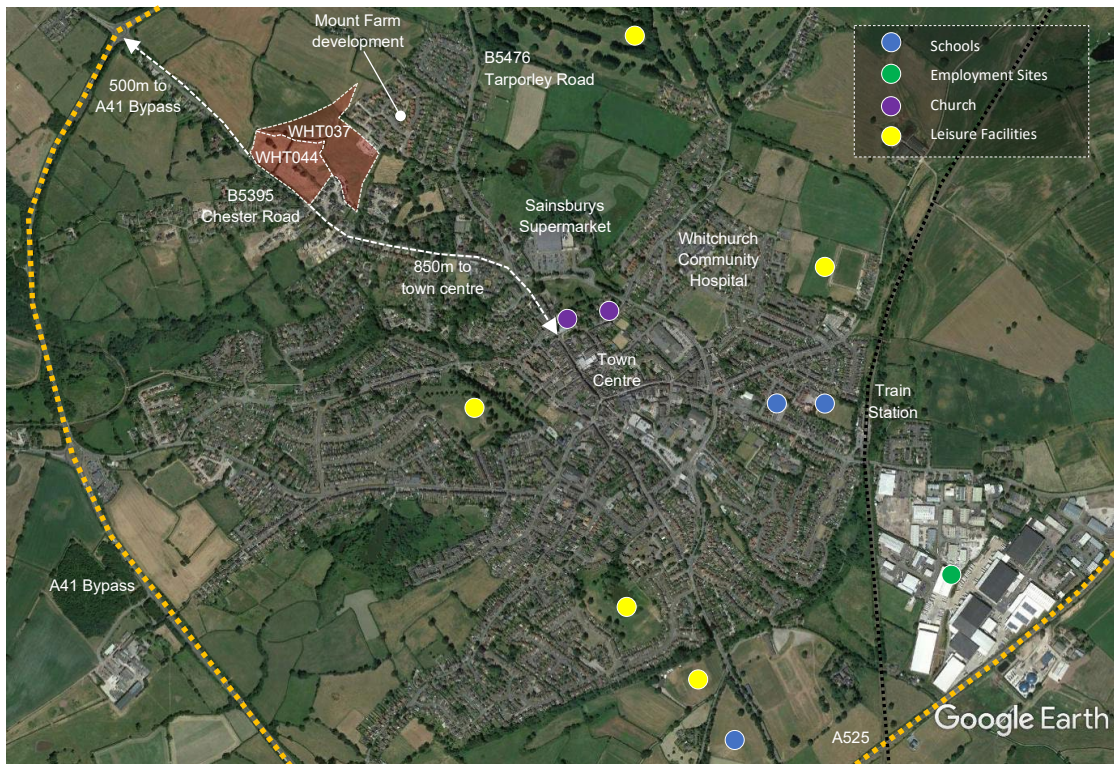 Mount Farm
development
B5476
Tarporley Road
500m to
A41 Bypass
WHT037
WHT044
B5395
Chester Road
Sainsburys
Supermarket
Whitchurch
Community
Hospital
850m to
town centre
Town
Centre
Train
Station
A41 Bypass
A525
Schools
Employment Sites
Church
Leisure Facilities
Google Earth